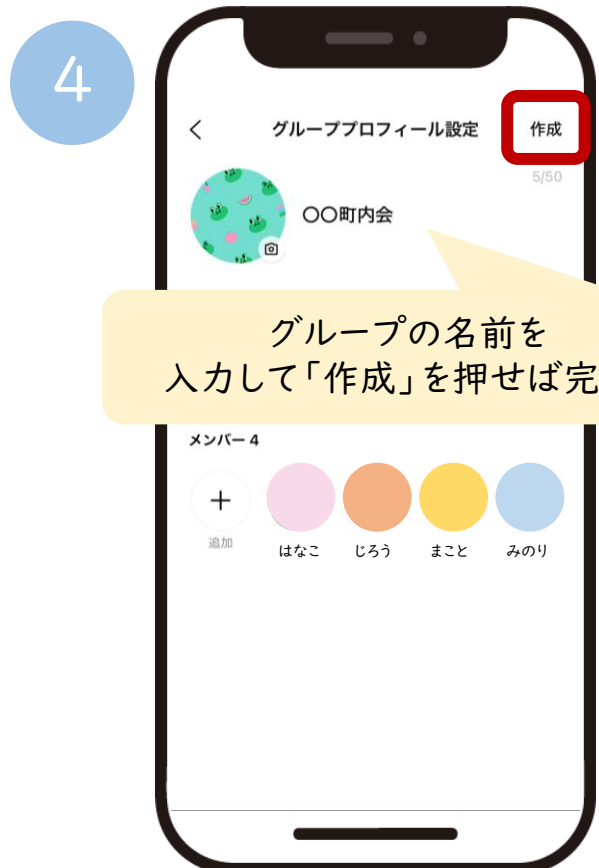 4
グループプロフィール設定
作成
5/50
〇〇町内会
グループの名前を
入力して「作成」を押せば完
メンバー 4
追加
はなこ
じろう
まこと
みのり